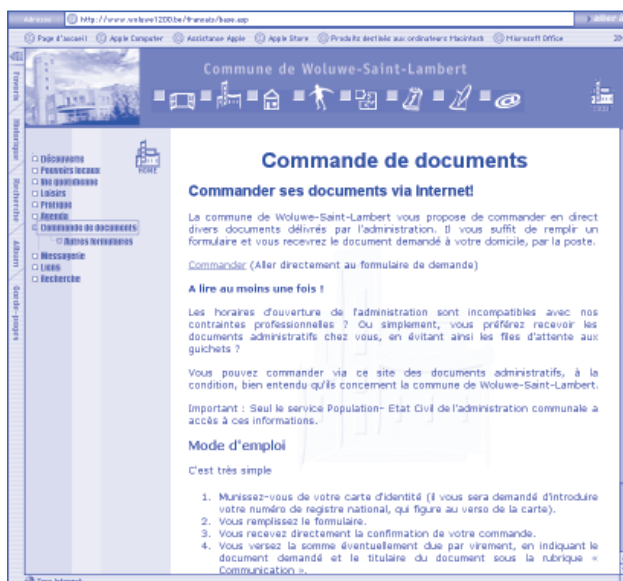 Adresse http://www.woluwe1200.be/francais/base.asp aller à
Page d'accueil Apple Computer Assistance Apple Apple Store Produits destinés aux ordinateurs Macintosh Microsoft Office
Commune de Woluwe-Saint-Lambert
Favoris
Historique
Recherche
Album
Garde-pages
HOME
Découverte
Pouvoirs locaux
Vie quotidienne
Loisirs
Pratique
Agenda
Commande de documents
Autres formulaires
Messagerie
Liens
Recherche
Commande de documents
Commander ses documents via Internet!
La commune de Woluwe-Saint-Lambert vous propose de commander en direct
divers documents délivrés par l'administration. Il vous suffit de remplir un
formulaire et vous recevrez le document demandé à votre domicile, par la poste.
Commander (Aller directement au formulaire de demande)
A lire au moins une fois !
Les horaires d'ouverture de l'administration sont incompatibles avec nos
contraintes professionnelles ? Ou simplement, vous préférez recevoir les
documents administratifs chez vous, en évitant ainsi les files d'attente aux
guichets ?
Vous pouvez commander via ce site des documents administratifs, à la
condition, bien entendu qu'ils concernent la commune de Woluwe-Saint-Lambert.
Important : Seul le service Population- Etat Civil de l'administration communale a
accès à ces informations.
Mode d'emploi
C'est très simple
1. Munissez-vous de votre carte d'identité (il vous sera demandé d'introduire
votre numéro de registre national, qui figure au verso de la carte).
2. Vous remplissez le formulaire.
3. Vous recevez directement la confirmation de votre commande.
4. Vous versez la somme éventuellement due par virement, en indiquant le
document demandé et le titulaire du document sous la rubrique «
Communication ».